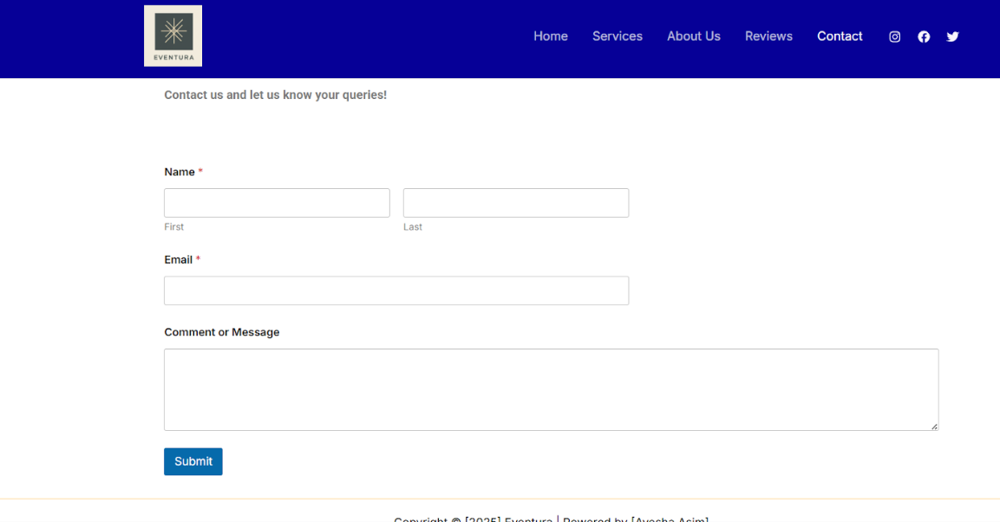 EVENTURA
Home Services About Us Reviews Contact
Contact us and let us know your queries!
Name *
First Last
Email *
Comment or Message
Submit
Copyright © [2025] Eventura | Powered by [Ayesha Asim]